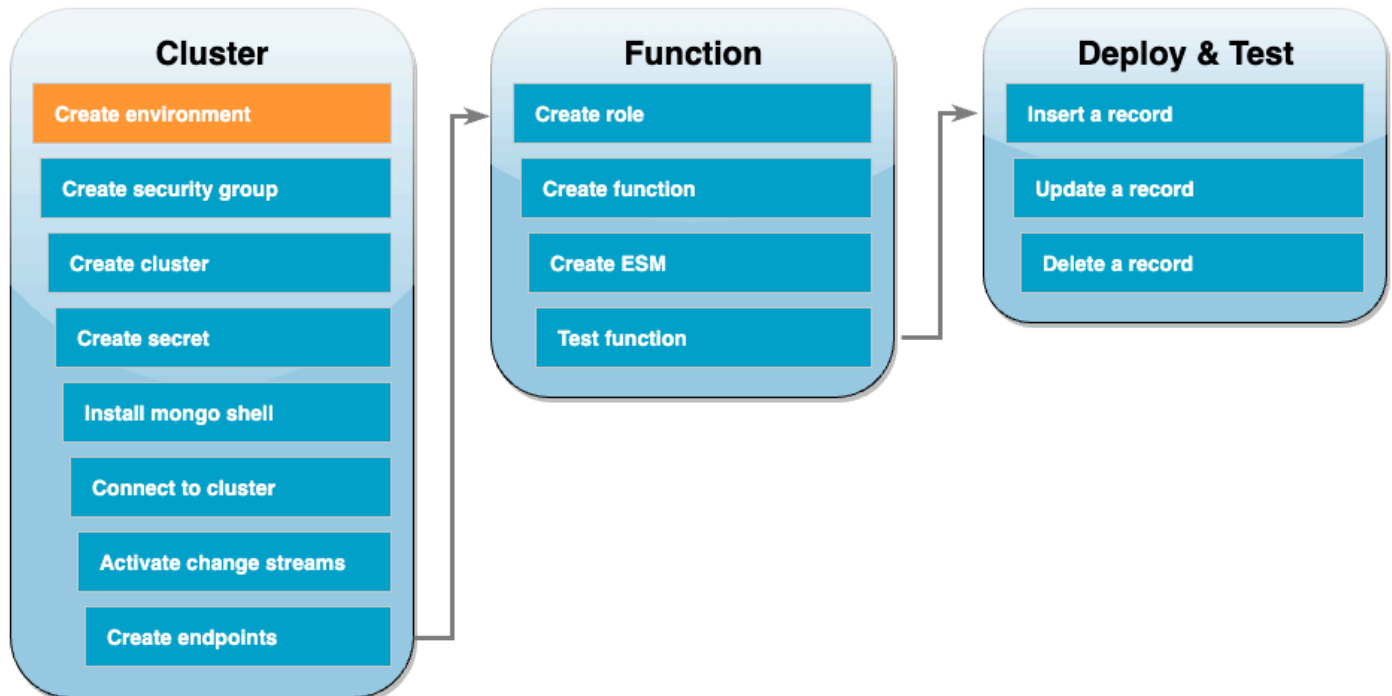 Cluster
Create environment
Create security group
Create cluster
Create secret
Install mongo shell
Connect to cluster
Activate change streams
Create endpoints
Function
Create role
Create function
Create ESM
Test function
Deploy & Test
Insert a record
Update a record
Delete a record